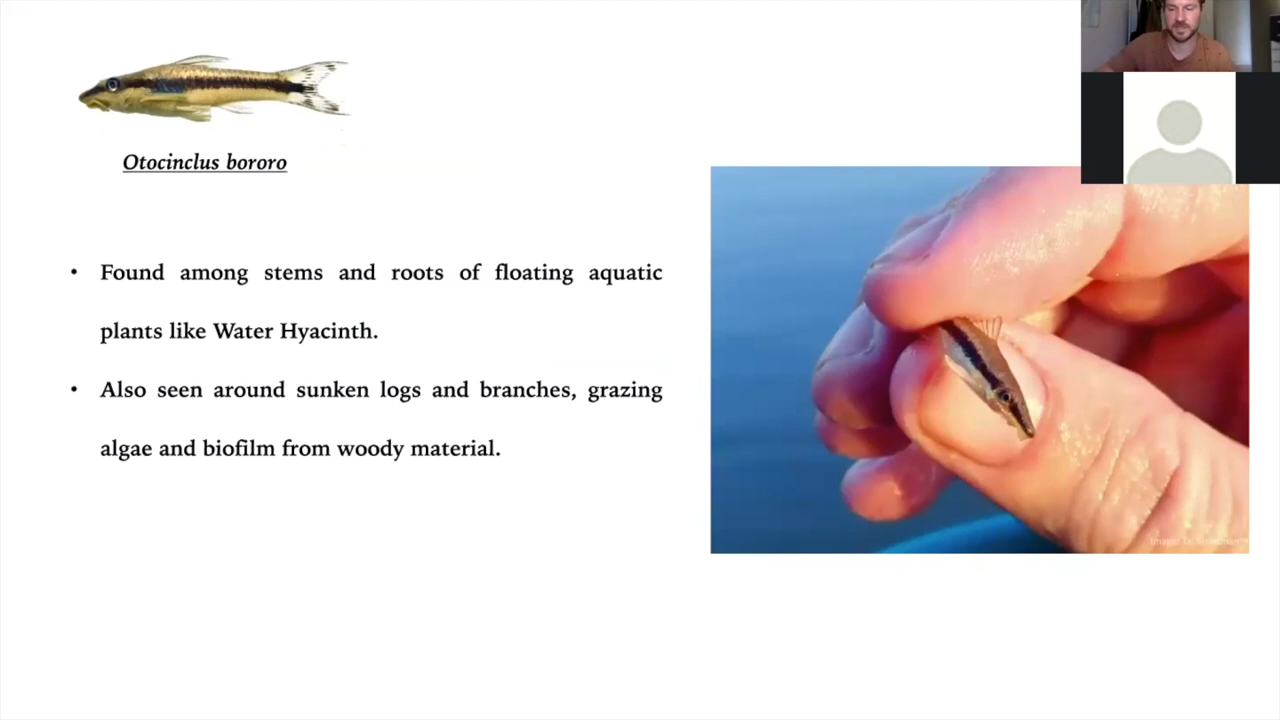 Otocinclus bororo
• Found among stems and roots of floating aquatic
plants like Water Hyacinth.
• Also seen around sunken logs and branches, grazing
algae and biofilm from woody material.